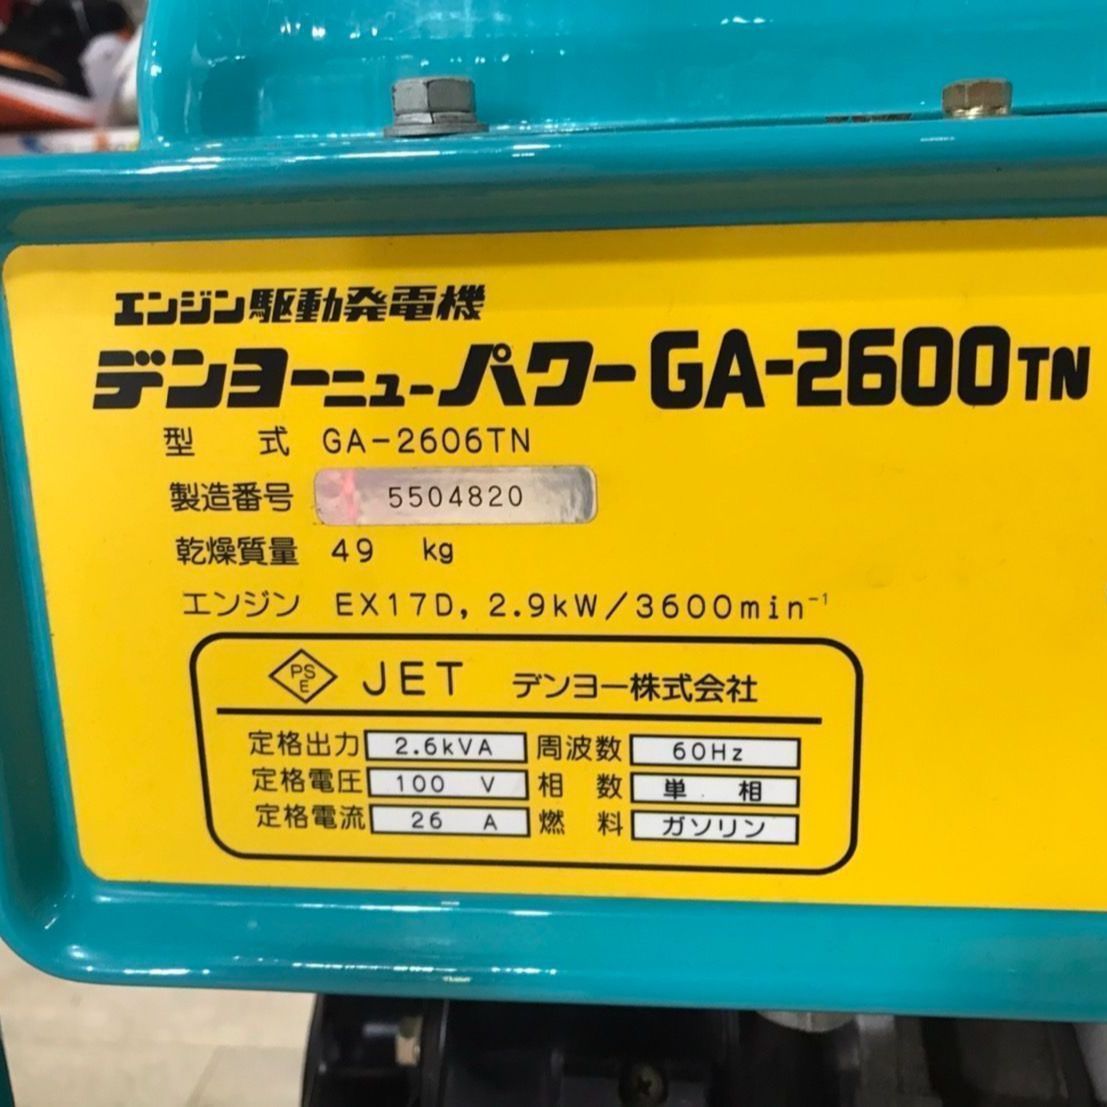 エンジン駆動発電機
デンヨーニューパワーGA-2600TN
型 式 GA-2606TN
製造番号 5504820
乾燥質量 49 kg
エンジン EX17D, 2.9kW/3600min⁻¹
PSE JET デンヨー株式会社
定格出力 2.6kVA 周波数 60Hz
定格電圧 100 V 相 数 単 相
定格電流 26 A 燃 料 ガソリン